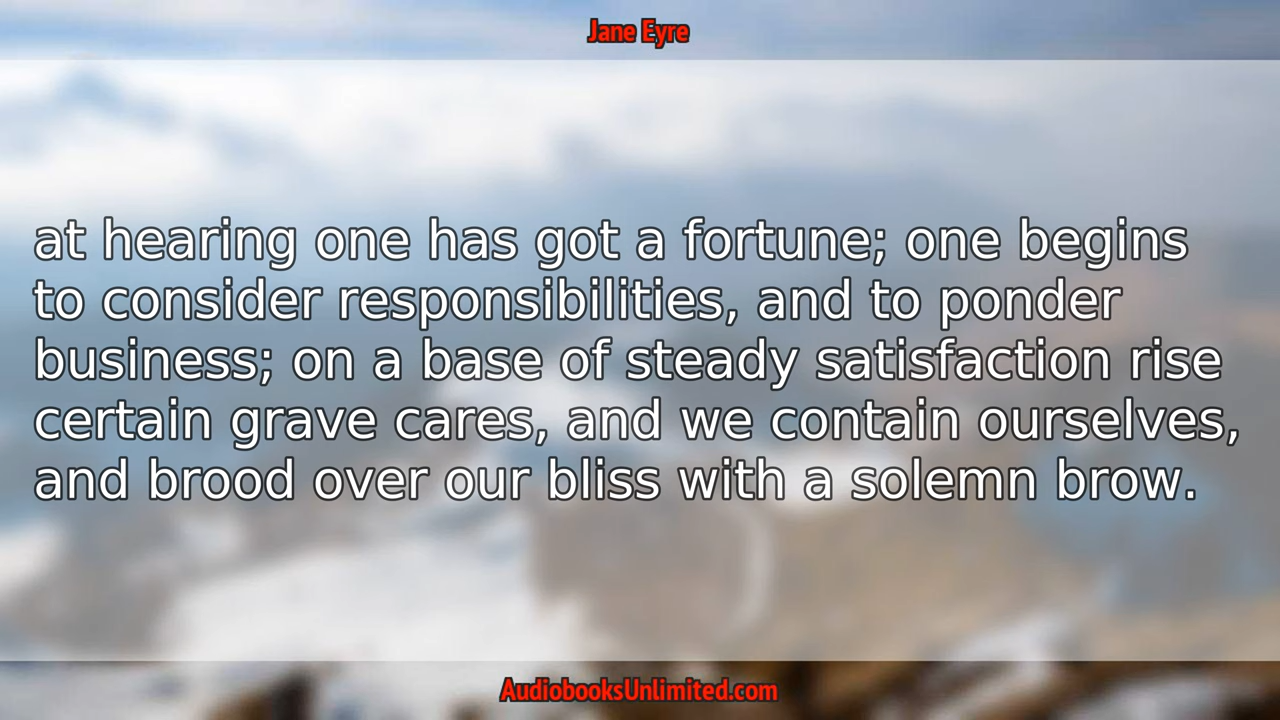 Jane Eyre
at hearing one has got a fortune; one begins
to consider responsibilities, and to ponder
business; on a base of steady satisfaction rise
certain grave cares, and we contain ourselves,
and brood over our bliss with a solemn brow.
AudiobooksUnlimited.com